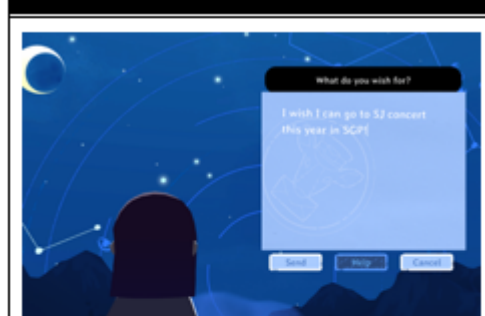 What do you wish for?
I wish I can go to SJ concert
this year in SGP!
Send
Help
Cancel